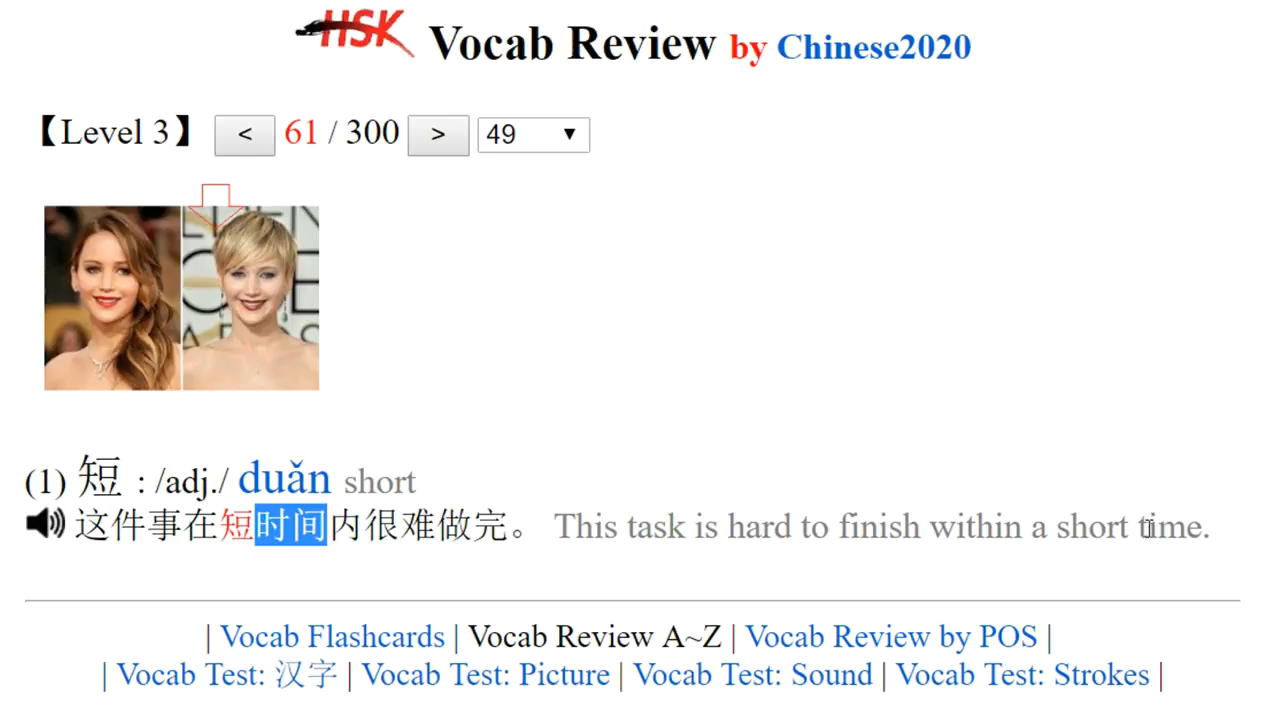 HSK Vocab Review by Chinese2020
【Level 3】 < 61 / 300 > 49 ▼
(1) 短 : /adj./ duǎn short
这件事在短时间内很难做完。 This task is hard to finish within a short time.
| Vocab Flashcards | Vocab Review A~Z | Vocab Review by POS |
| Vocab Test: 汉字 | Vocab Test: Picture | Vocab Test: Sound | Vocab Test: Strokes |